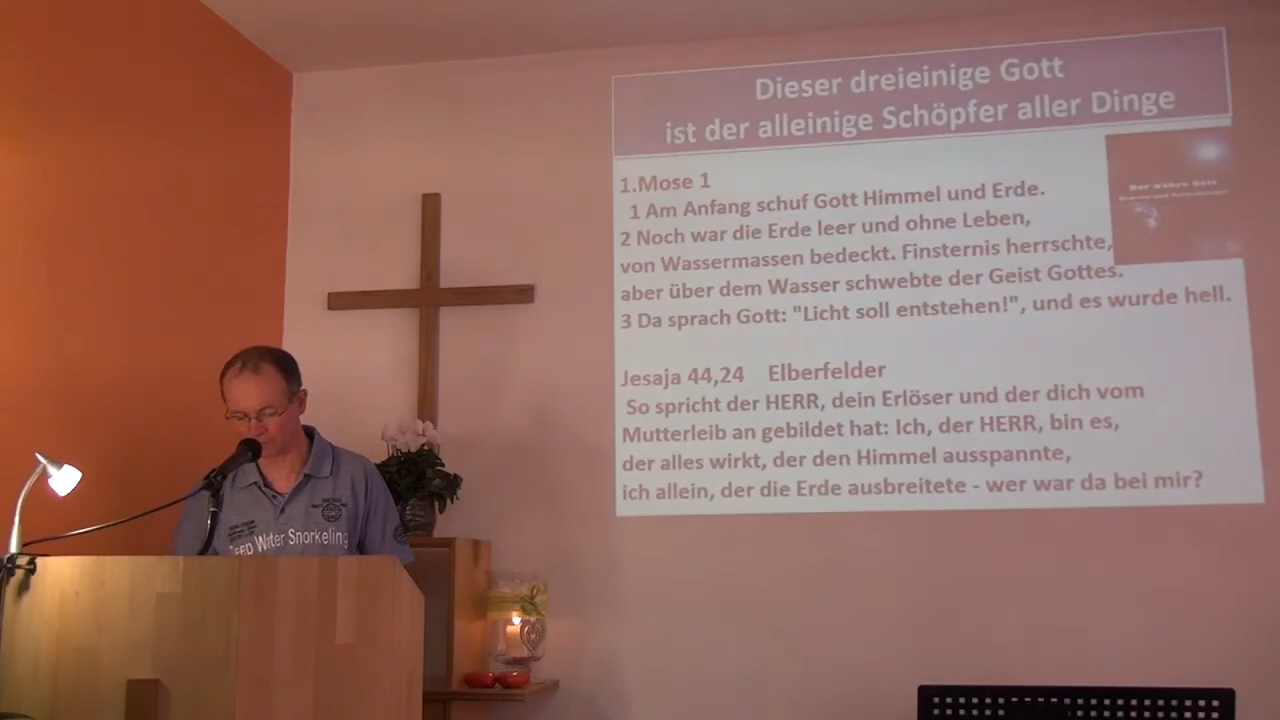 Dieser dreieinige Gott
ist der alleinige Schöpfer aller Dinge
1.Mose 1
1 Am Anfang schuf Gott Himmel und Erde.
2 Noch war die Erde leer und ohne Leben,
von Wassermassen bedeckt. Finsternis herrschte,
aber über dem Wasser schwebte der Geist Gottes.
3 Da sprach Gott: "Licht soll entstehen!", und es wurde hell.
Jesaja 44,24 Elberfelder
So spricht der HERR, dein Erlöser und der dich vom
Mutterleib an gebildet hat: Ich, der HERR, bin es,
der alles wirkt, der den Himmel ausspannte,
ich allein, der die Erde ausbreitete - wer war da bei mir?
Der wahre Gott
Deep Water Snorkeling